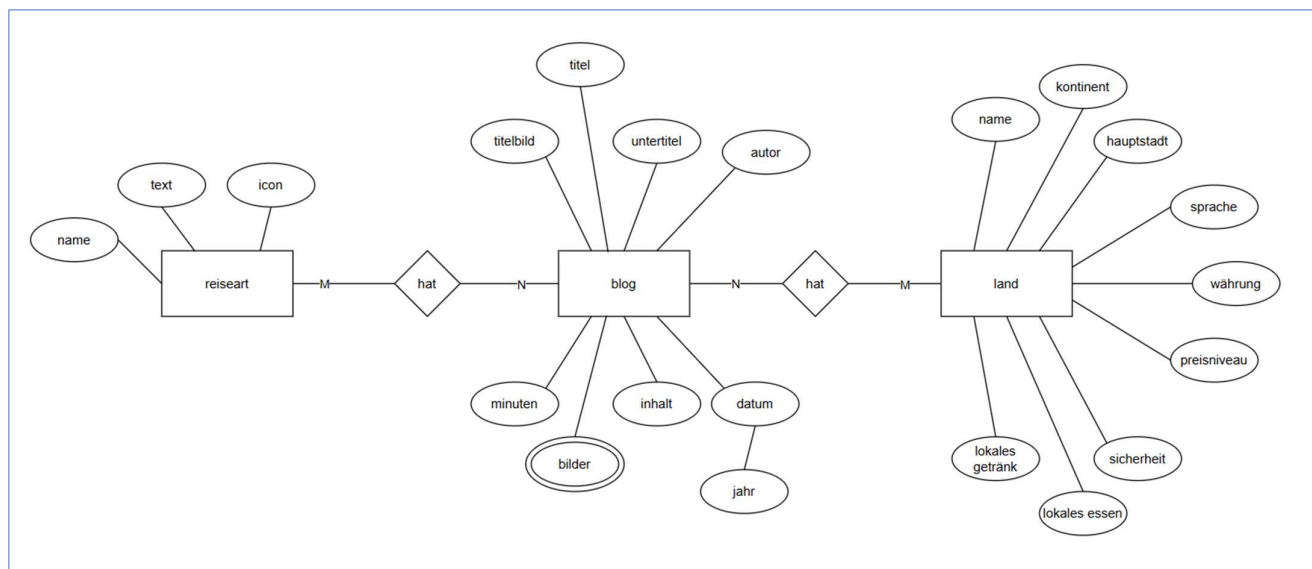 titel
kontinent
name
titelbild
untertitel
autor
hauptstadt
text
icon
sprache
name
reiseart
M
hat
N
blog
N
hat
M
land
währung
preisniveau
minuten
inhalt
datum
bilder
jahr
lokales
getränk
sicherheit
lokales essen